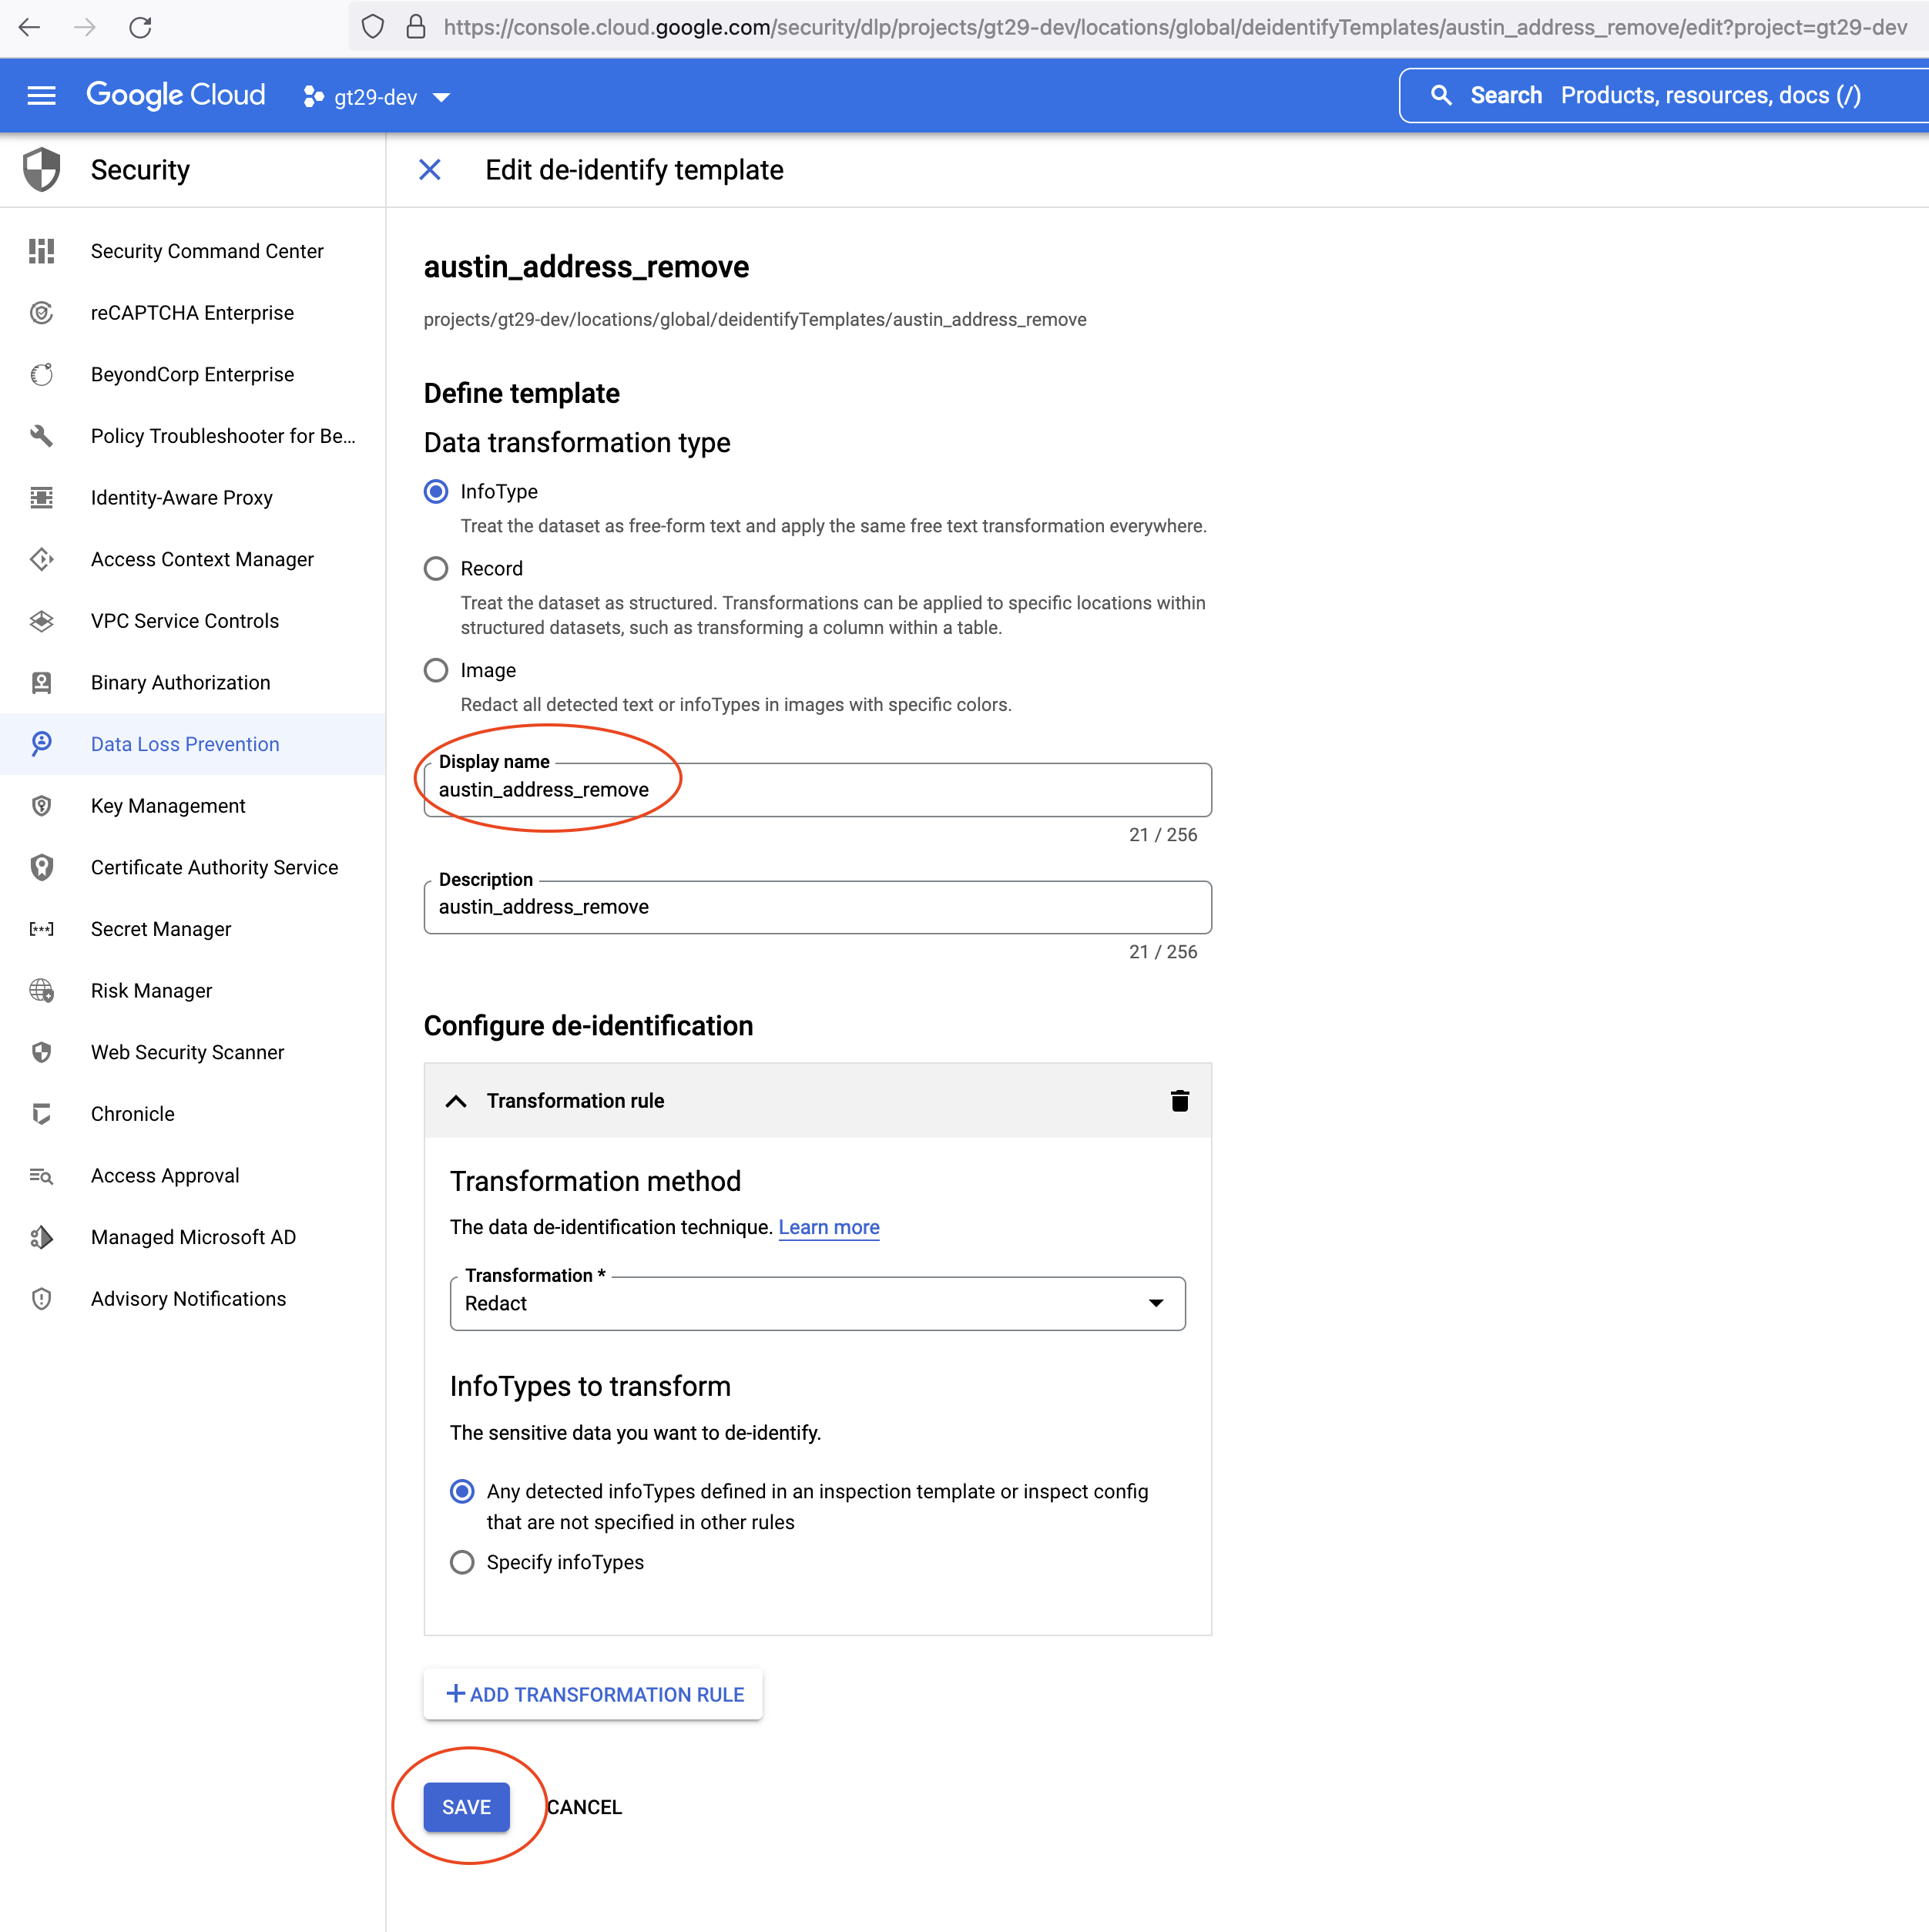 https://console.cloud.google.com/security/dlp/projects/gt29-dev/locations/global/deidentifyTemplates/austin_address_remove/edit?project=gt29-dev
Google Cloud
gt29-dev
Search Products, resources, docs (/)
Security
Edit de-identify template
Security Command Center
reCAPTCHA Enterprise
BeyondCorp Enterprise
Policy Troubleshooter for Be...
Identity-Aware Proxy
Access Context Manager
VPC Service Controls
Binary Authorization
Data Loss Prevention
Key Management
Certificate Authority Service
Secret Manager
Risk Manager
Web Security Scanner
Chronicle
Access Approval
Managed Microsoft AD
Advisory Notifications
austin_address_remove
projects/gt29-dev/locations/global/deidentifyTemplates/austin_address_remove
Define template
Data transformation type
InfoType
Treat the dataset as free-form text and apply the same free text transformation everywhere.
Record
Treat the dataset as structured. Transformations can be applied to specific locations within
structured datasets, such as transforming a column within a table.
Image
Redact all detected text or infoTypes in images with specific colors.
Display name
austin_address_remove
21 / 256
Description
austin_address_remove
21 / 256
Configure de-identification
Transformation rule
Transformation method
The data de-identification technique. Learn more
Transformation *
Redact
InfoTypes to transform
The sensitive data you want to de-identify.
Any detected infoTypes defined in an inspection template or inspect config
that are not specified in other rules
Specify infoTypes
+ ADD TRANSFORMATION RULE
SAVE
CANCEL